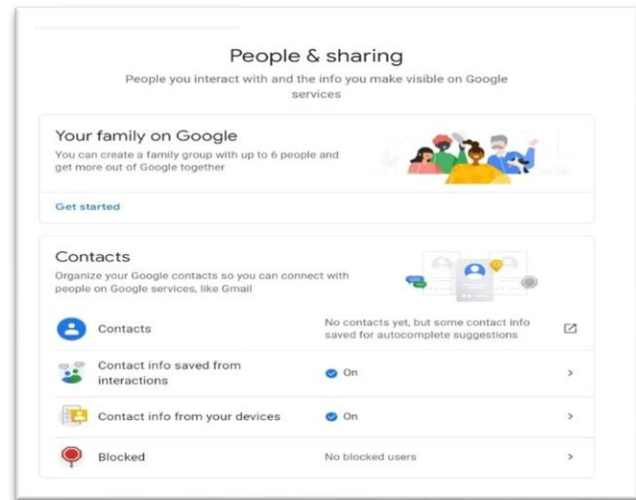 People & sharing
People you interact with and the info you make visible on Google
services
Your family on Google
You can create a family group with up to 6 people and
get more out of Google together
Get started
Contacts
Organize your Google contacts so you can connect with
people on Google services, like Gmail
Contacts
No contacts yet, but some contact info
saved for autocomplete suggestions
Contact info saved from
interactions
On
Contact info from your devices
On
Blocked
No blocked users